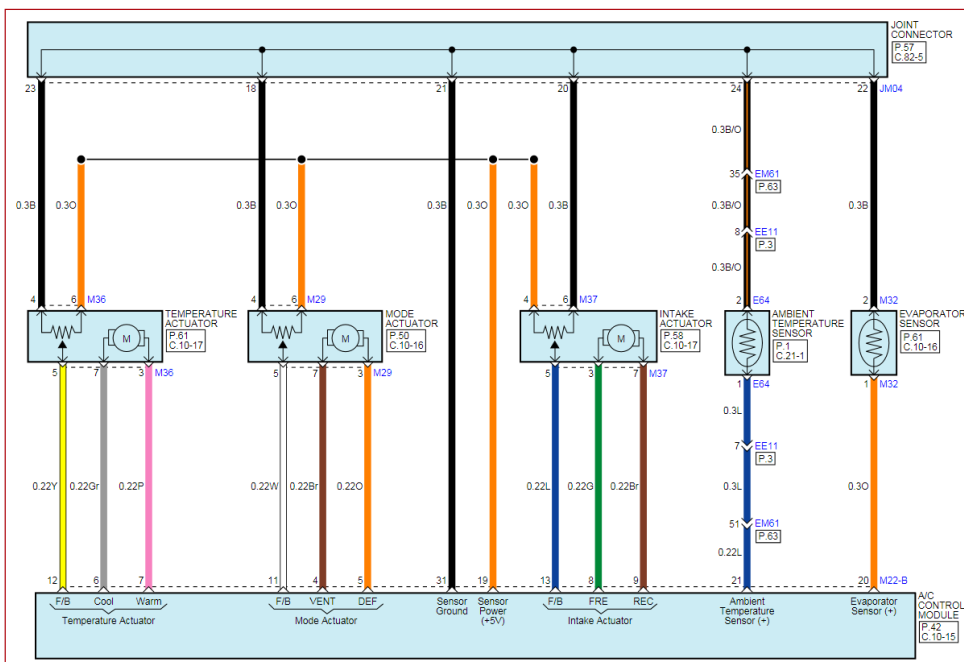 JOINT
CONNECTOR
P.57
C.82-5
23 18 21 20 24 22 JM04
0.3B/O
35 EM61
P.63
0.3B 0.3O 0.3B 0.3O 0.3B 0.3O 0.3O 0.3B 0.3B/O 0.3B
8 EE11
P.3
0.3B/O
4 6 M36 4 6 M29 4 6 M37 2 E64 2 M32
TEMPERATURE
ACTUATOR
P.61
C.10-17
M
MODE
ACTUATOR
P.50
C.10-16
M
INTAKE
ACTUATOR
P.58
C.10-17
M
AMBIENT
TEMPERATURE
SENSOR
P.1
C.21-1
EVAPORATOR
SENSOR
P.61
C.10-16
5 7 3 M36 5 7 3 M29 5 3 7 M37 1 E64 1 M32
0.3L
7 EE11
P.3
0.22Y 0.22Gr 0.22P 0.22W 0.22Br 0.22O 0.22L 0.22G 0.22Br 0.3L 0.3O
51 EM61
P.63
0.22L
12 6 7 11 4 5 31 19 13 8 9 21 20 M22-B
F/B Cool Warm
Temperature Actuator
F/B VENT DEF
Mode Actuator
Sensor
Ground
Sensor
Power
(+5V)
F/B FRE REC
Intake Actuator
Ambient
Temperature
Sensor (+)
Evaporator
Sensor (+)
A/C
CONTROL
MODULE
P.42
C.10-15